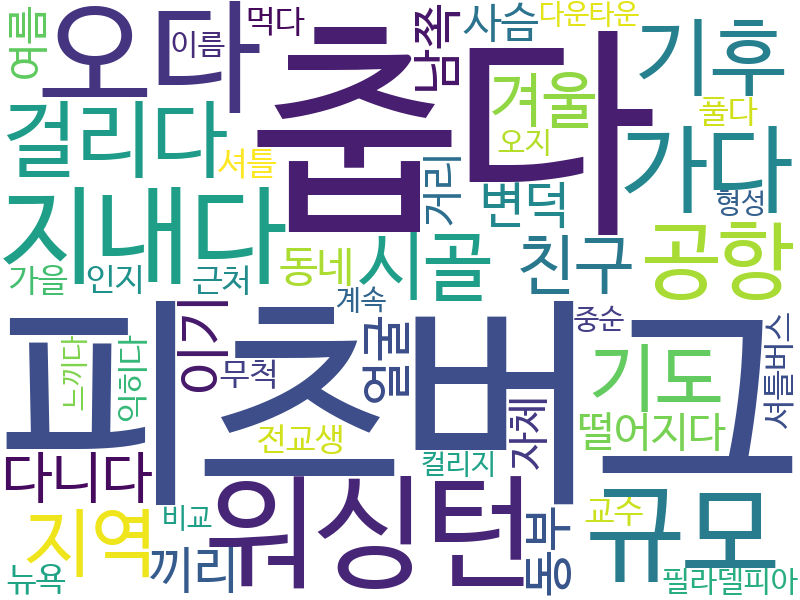 여름
오다
이름
먹다
남쪽
사슴
다운타운
기후
춥다
겨울
풀다
걸리다
셔틀
오지
가다
거리
변덕
형성
지내다
동네
시골
친구
공항
가을
인지
근처
계속
피츠버그
이기
얼굴
중순
셔틀버스
느끼다
익히다
무척
기도
자체
떨어지다
전교생
다니다
컬리지
워싱턴
지역
비교
끼리
동부
교수
규모
뉴욕
필라델피아